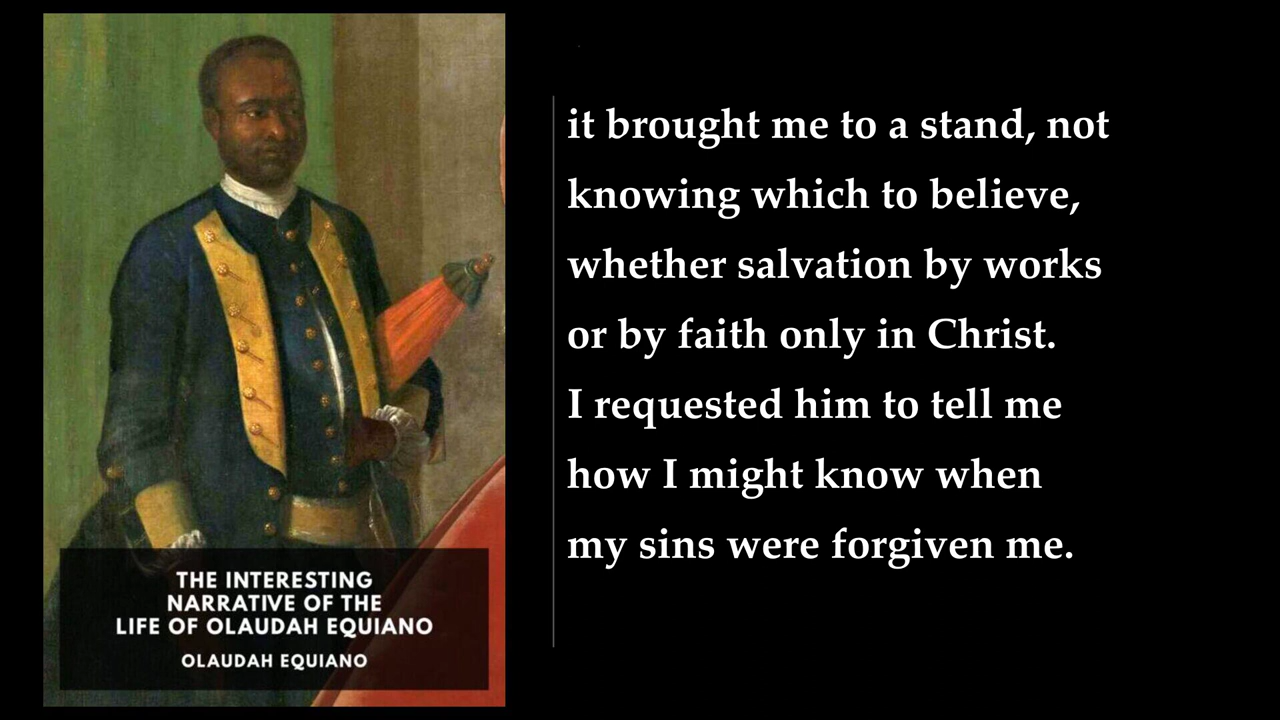 it brought me to a stand, not
knowing which to believe,
whether salvation by works
or by faith only in Christ.
I requested him to tell me
how I might know when
my sins were forgiven me.
THE INTERESTING
NARRATIVE OF THE
LIFE OF OLAUDAH EQUIANO
OLAUDAH EQUIANO